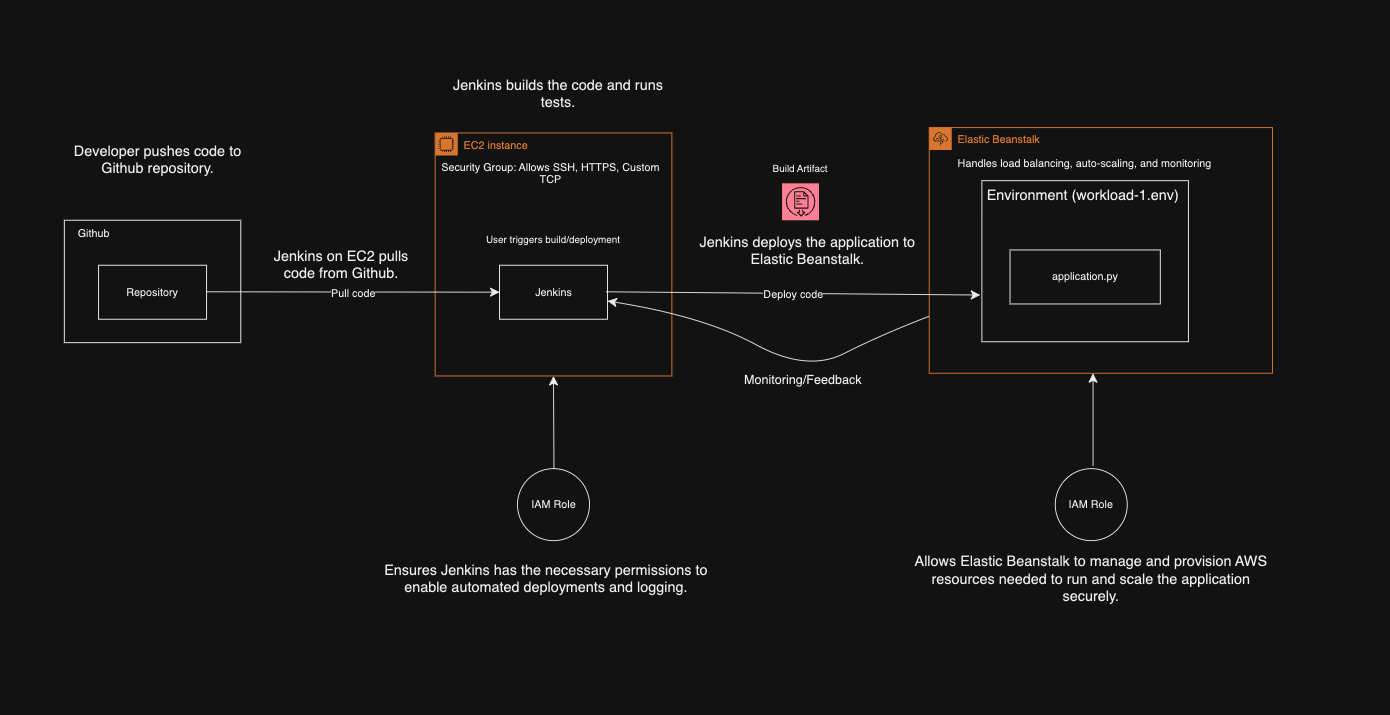 Jenkins builds the code and runs
tests.
Developer pushes code to
Github repository.
Github
Repository
Jenkins on EC2 pulls
code from Github.
Pull code
EC2 instance
Security Group: Allows SSH, HTTPS, Custom
TCP
User triggers build/deployment
Jenkins
Build Artifact
Jenkins deploys the application to
Elastic Beanstalk.
Deploy code
Monitoring/Feedback
Elastic Beanstalk
Handles load balancing, auto-scaling, and monitoring
Environment (workload-1.env)
application.py
IAM Role
Ensures Jenkins has the necessary permissions to
enable automated deployments and logging.
IAM Role
Allows Elastic Beanstalk to manage and provision AWS
resources needed to run and scale the application
securely.